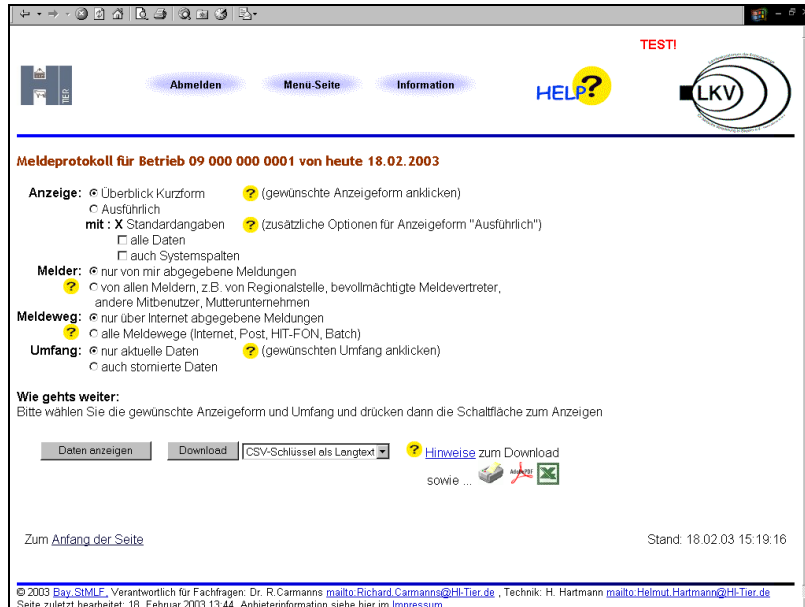 TEST!
TIER
Abmelden Menü-Seite Information
HELP?
LKV
Meldeprotokoll für Betrieb 09 000 000 0001 von heute 18.02.2003
Anzeige: Überblick Kurzform ? (gewünschte Anzeigeform anklicken)
Ausführlich
mit : X Standardangaben ? (zusätzliche Optionen für Anzeigeform "Ausführlich")
alle Daten
auch Systemspalten
Melder: nur von mir abgegebene Meldungen
? von allen Meldern, z.B. von Regionalstelle, bevollmächtigte Meldevertreter,
andere Mitbenutzer, Mutterunternehmen
Meldeweg: nur über Internet abgegebene Meldungen
? alle Meldewege (Internet, Post, HIT-FON, Batch)
Umfang: nur aktuelle Daten ? (gewünschten Umfang anklicken)
auch stornierte Daten
Wie gehts weiter:
Bitte wählen Sie die gewünschte Anzeigeform und Umfang und drücken dann die Schaltfläche zum Anzeigen
Daten anzeigen Download CSV-Schlüssel als Langtext ? Hinweise zum Download
sowie ... Adobe PDF
Zum Anfang der Seite Stand: 18.02.03 15:19:16
© 2003 Bay.StMLF, Verantwortlich für Fachfragen: Dr. R.Carmanns mailto:Richard.Carmanns@HI-Tier.de , Technik: H. Hartmann mailto:Helmut.Hartmann@HI-Tier.de
Seite zuletzt bearbeitet: 18. Februar 2003 13:44, Anbieterinformation siehe hier im Impressum.